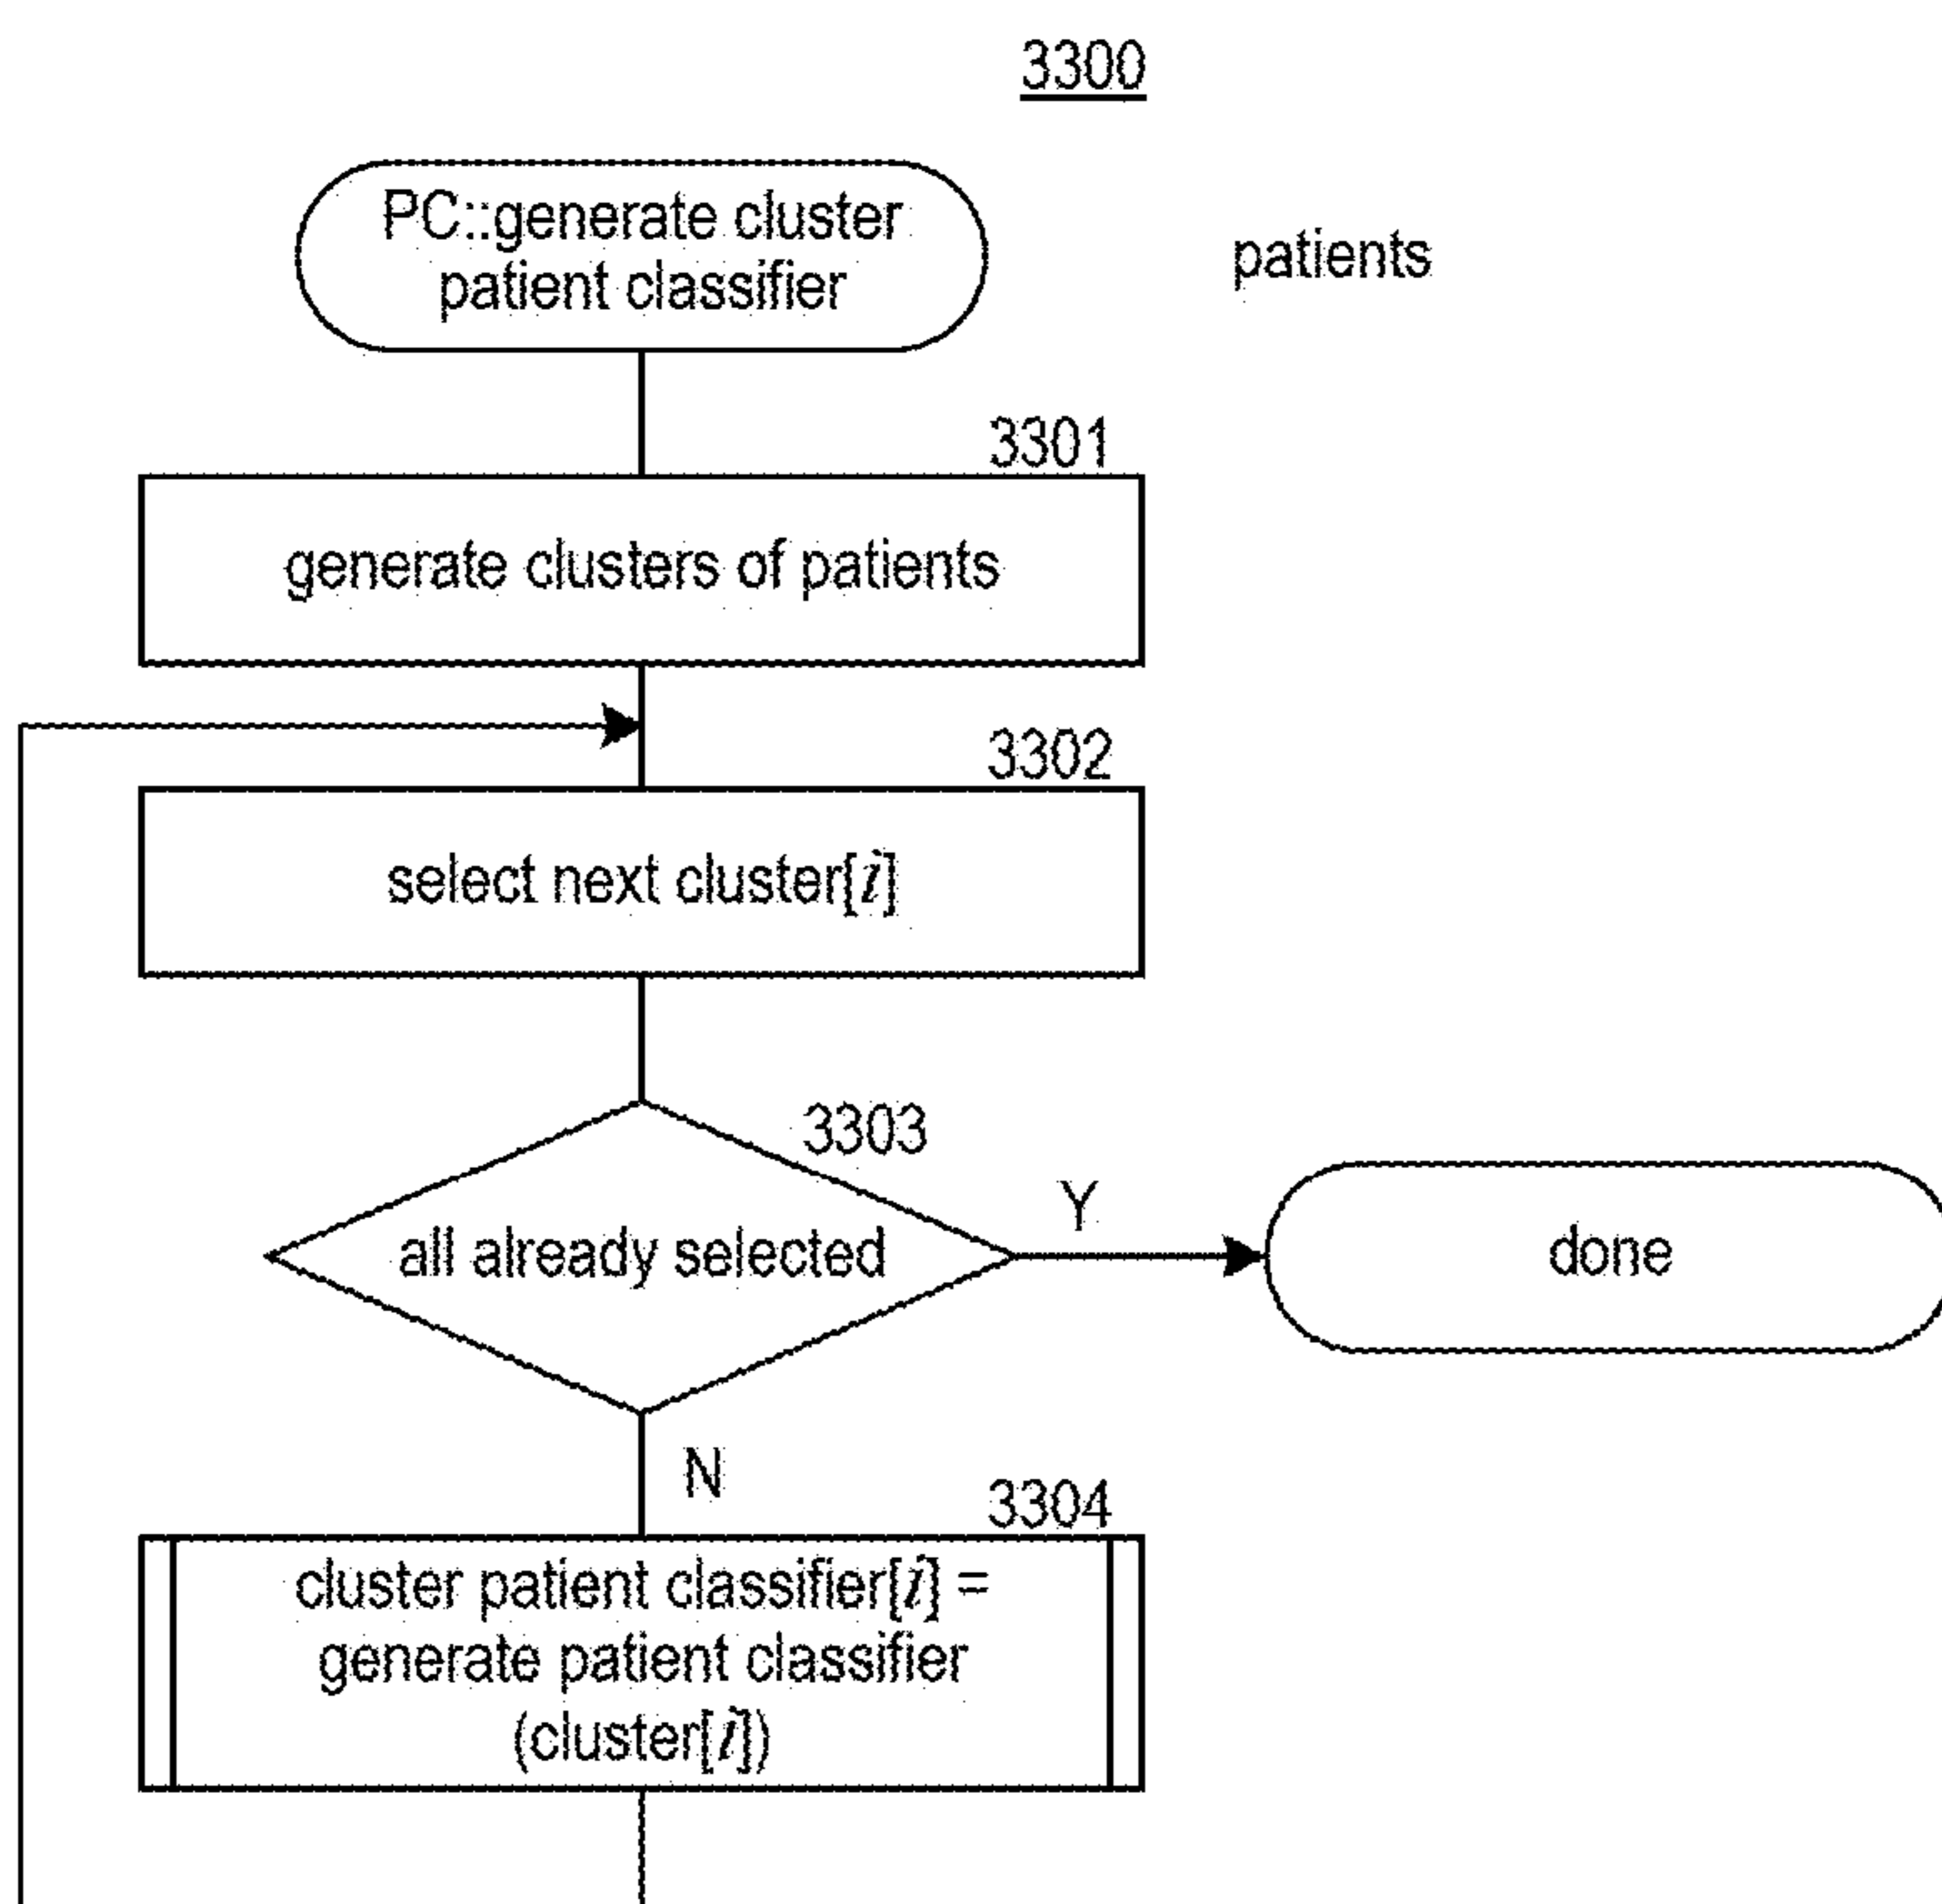 3300
PC::generate cluster
patient classifier
patients
3301
generate clusters of patients
3302
select next cluster[i]
3303
all already selected
Y
done
N
3304
cluster patient classifier[i] =
generate patient classifier
(cluster[i])